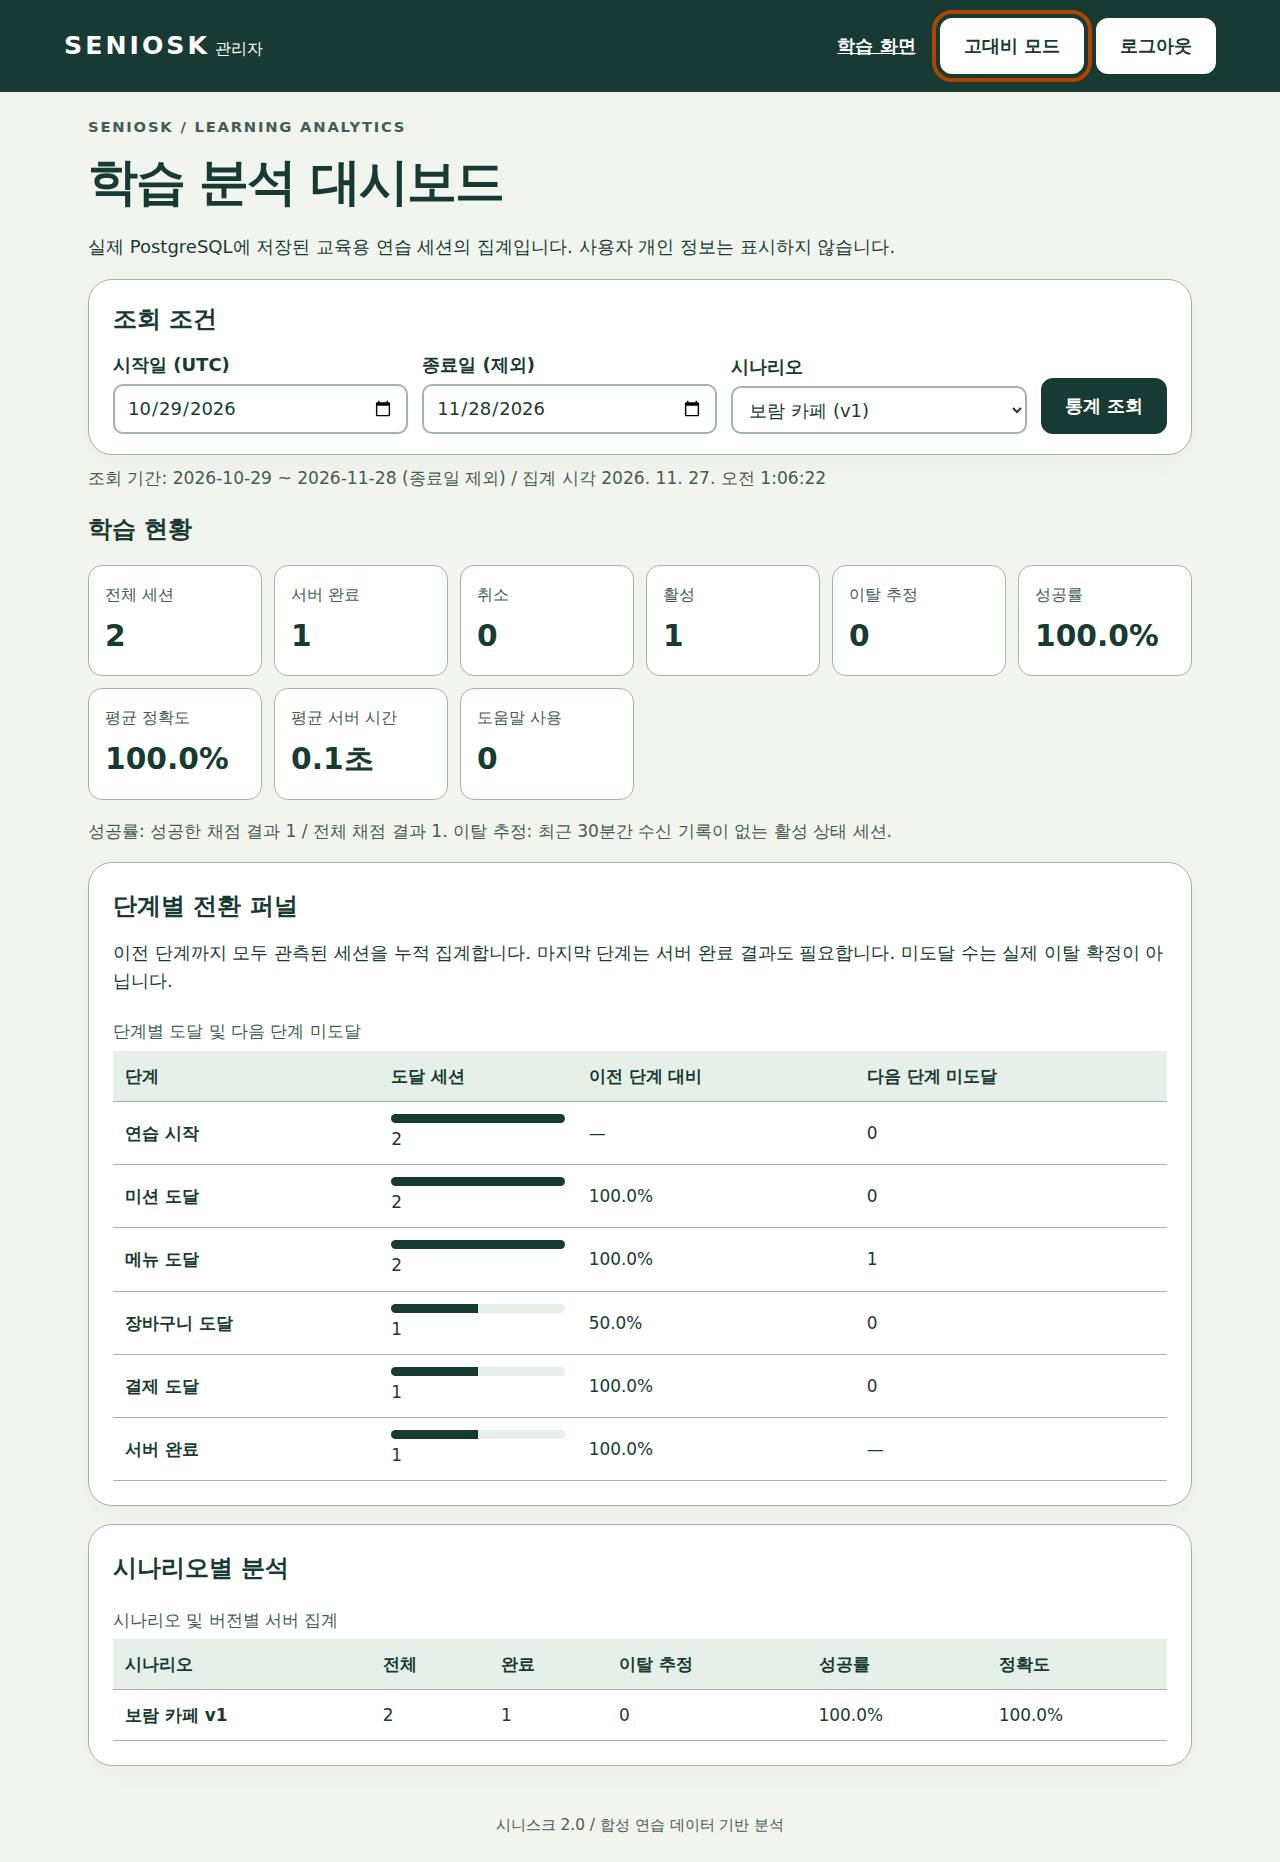 SENIOSK 관리자
학습 화면
고대비 모드
로그아웃
SENIOSK / LEARNING ANALYTICS
학습 분석 대시보드
실제 PostgreSQL에 저장된 교육용 연습 세션의 집계입니다. 사용자 개인 정보는 표시하지 않습니다.
조회 조건
시작일 (UTC)
종료일 (제외)
시나리오
10/29/2026
11/28/2026
보람 카페 (v1)
통계 조회
조회 기간: 2026-10-29 ~ 2026-11-28 (종료일 제외) / 집계 시각 2026. 11. 27. 오전 1:06:22
학습 현황
전체 세션
2
서버 완료
1
취소
0
활성
1
이탈 추정
0
성공률
100.0%
평균 정확도
100.0%
평균 서버 시간
0.1초
도움말 사용
0
성공률: 성공한 채점 결과 1 / 전체 채점 결과 1. 이탈 추정: 최근 30분간 수신 기록이 없는 활성 상태 세션.
단계별 전환 퍼널
이전 단계까지 모두 관측된 세션을 누적 집계합니다. 마지막 단계는 서버 완료 결과도 필요합니다. 미도달 수는 실제 이탈 확정이 아
닙니다.
단계별 도달 및 다음 단계 미도달
단계 도달 세션 이전 단계 대비 다음 단계 미도달
연습 시작 2 — 0
미션 도달 2 100.0% 0
메뉴 도달 2 100.0% 1
장바구니 도달 1 50.0% 0
결제 도달 1 100.0% 0
서버 완료 1 100.0% —
시나리오별 분석
시나리오 및 버전별 서버 집계
시나리오 전체 완료 이탈 추정 성공률 정확도
보람 카페 v1 2 1 0 100.0% 100.0%
시니스크 2.0 / 합성 연습 데이터 기반 분석